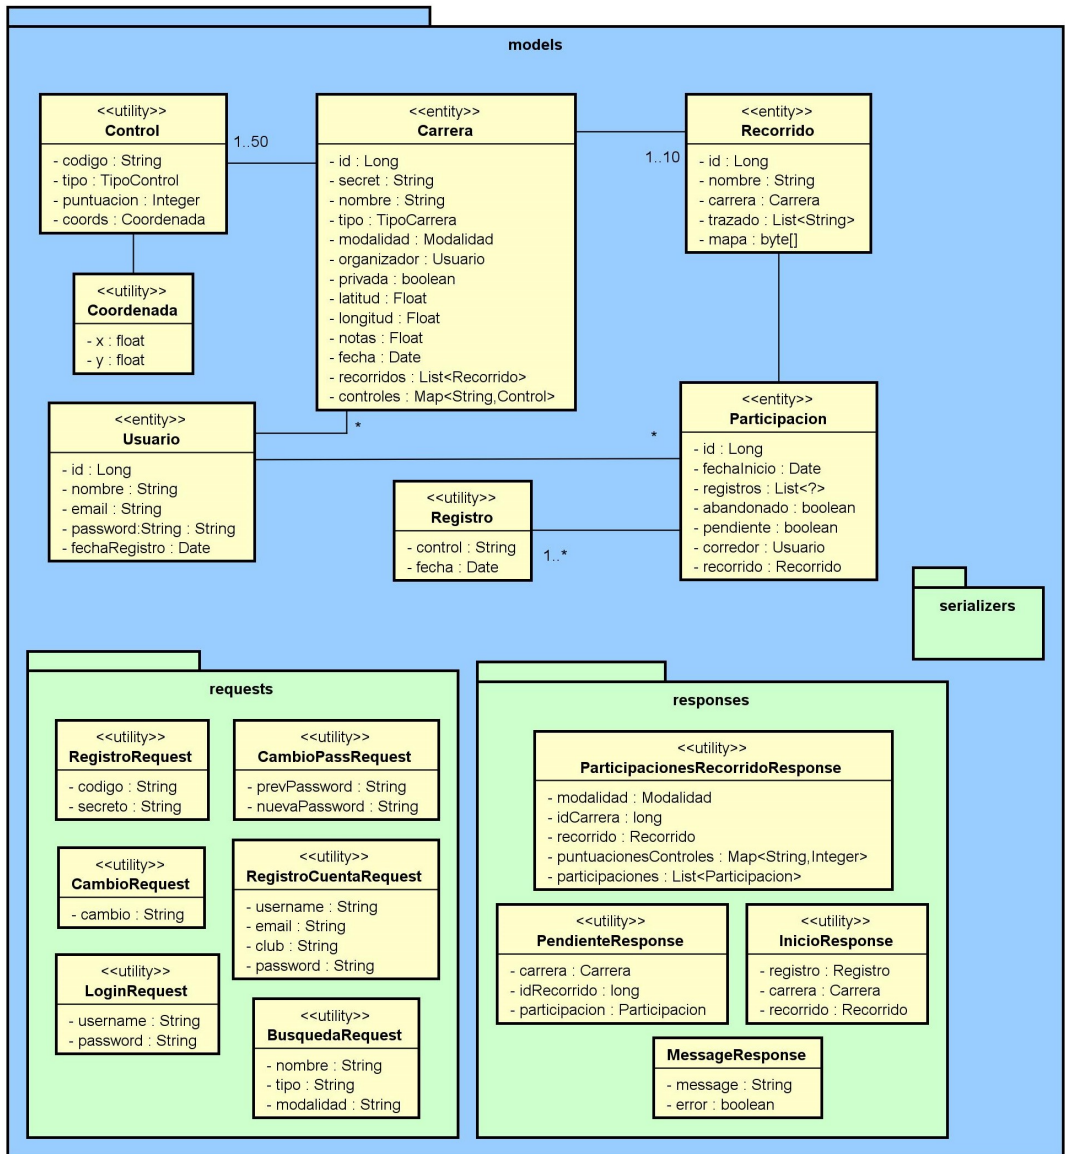 models
<<utility>>
Control
- codigo : String
- tipo : TipoControl
- puntuacion : Integer
- coords : Coordenada
1..50
<<entity>>
Carrera
- id : Long
- secret : String
- nombre : String
- tipo : TipoCarrera
- modalidad : Modalidad
- organizador : Usuario
- privada : boolean
- latitud : Float
- longitud : Float
- notas : Float
- fecha : Date
- recorridos : List<Recorrido>
- controles : Map<String,Control>
1..10
<<entity>>
Recorrido
- id : Long
- nombre : String
- carrera : Carrera
- trazado : List<String>
- mapa : byte[]
<<utility>>
Coordenada
- x : float
- y : float
<<entity>>
Usuario
- id : Long
- nombre : String
- email : String
- password:String : String
- fechaRegistro : Date
*
*
<<entity>>
Participacion
- id : Long
- fechaInicio : Date
- registros : List<?>
- abandonado : boolean
- pendiente : boolean
- corredor : Usuario
- recorrido : Recorrido
<<utility>>
Registro
- control : String
- fecha : Date
1..*
serializers
requests
<<utility>>
RegistroRequest
- codigo : String
- secreto : String
<<utility>>
CambioPassRequest
- prevPassword : String
- nuevaPassword : String
<<utility>>
CambioRequest
- cambio : String
<<utility>>
RegistroCuentaRequest
- username : String
- email : String
- club : String
- password : String
<<utility>>
LoginRequest
- username : String
- password : String
<<utility>>
BusquedaRequest
- nombre : String
- tipo : String
- modalidad : String
responses
<<utility>>
ParticipacionesRecorridoResponse
- modalidad : Modalidad
- idCarrera : long
- recorrido : Recorrido
- puntuacionesControles : Map<String,Integer>
- participaciones : List<Participacion>
<<utility>>
PendienteResponse
- carrera : Carrera
- idRecorrido : long
- participacion : Participacion
<<utility>>
InicioResponse
- registro : Registro
- carrera : Carrera
- recorrido : Recorrido
MessageResponse
- message : String
- error : boolean